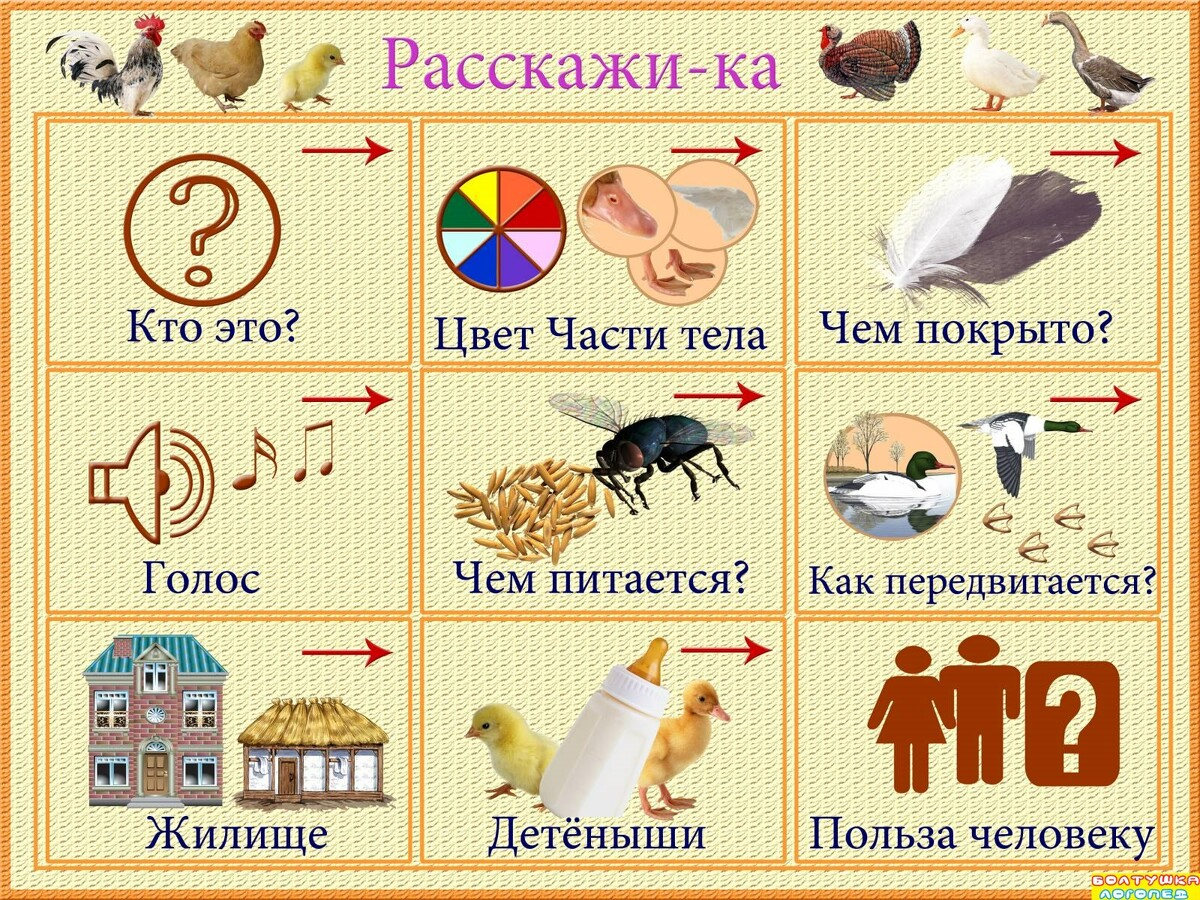 Расскажи-ка
Кто это?
Цвет Части тела
Чем покрыто?
Голос
Чем питается?
Как передвигается?
Жилище
Детёныши
Польза человеку
БОЛТУШКА
ЛОГОПЕД